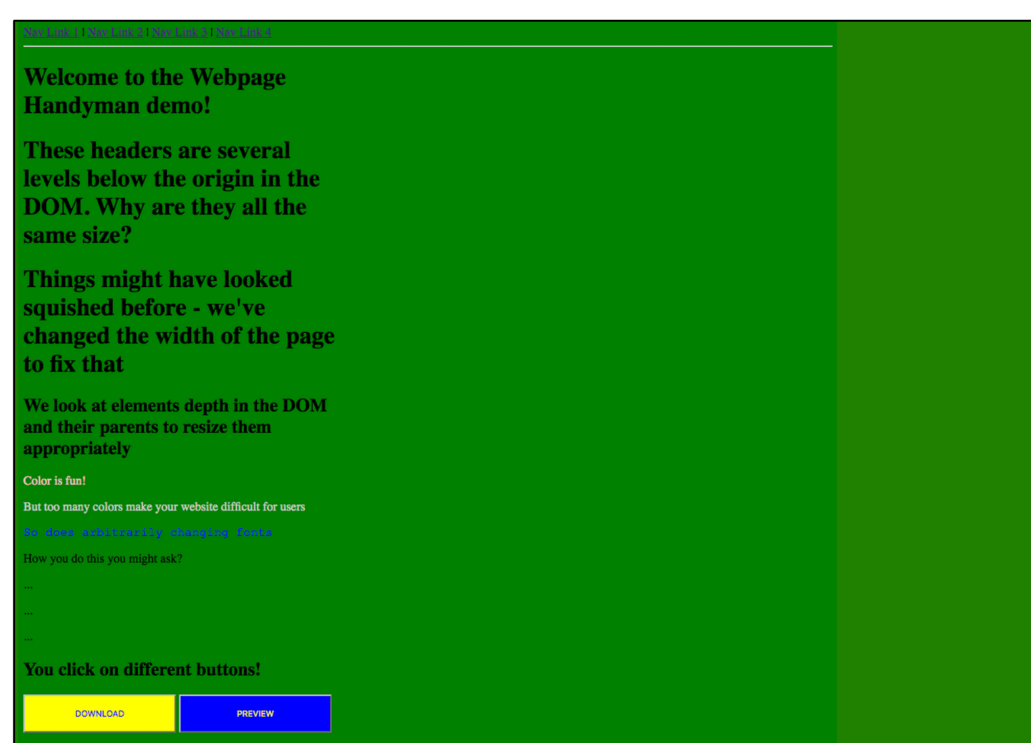 Nav Link 1 | Nav Link 2 | Nav Link 3 | Nav Link 4
Welcome to the Webpage
Handyman demo!
These headers are several
levels below the origin in the
DOM. Why are they all the
same size?
Things might have looked
squished before - we've
changed the width of the page
to fix that
We look at elements depth in the DOM
and their parents to resize them
appropriately
Color is fun!
But too many colors make your website difficult for users
So does arbitrarily changing fonts
How you do this you might ask?
...
...
...
You click on different buttons!
DOWNLOAD PREVIEW